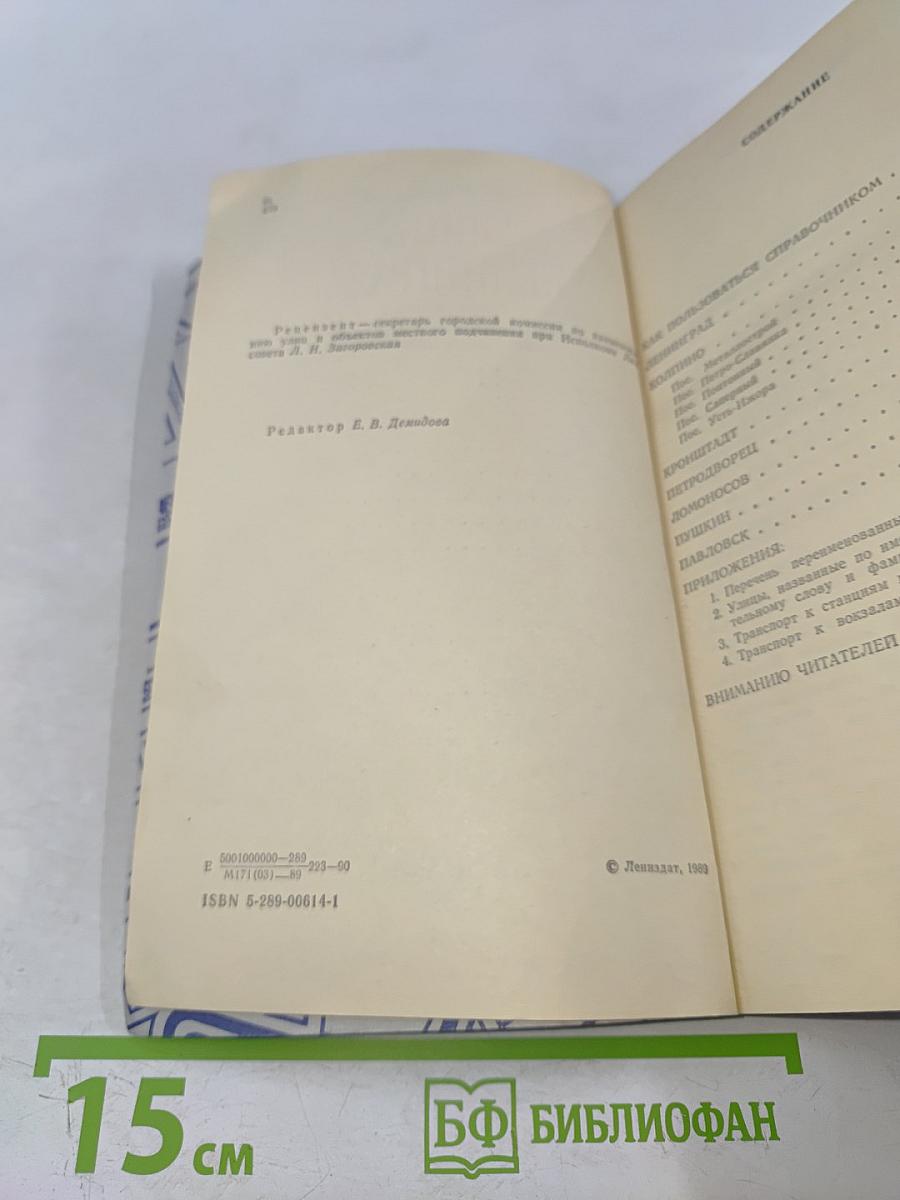 Рецензент — секретарь городской комиссии по
нию улиц и объектов местного подчинения при Исполкоме
совета Л. Н. Загоровская
Редактор Е. В. Демидова
Е 5001000000—289
М171(03)—89 223—90
ISBN 5-289-00614-1
© Лениздат, 1989
СОДЕРЖАНИЕ
КАК ПОЛЬЗОВАТЬСЯ СПРАВОЧНИКОМ .
ЛЕНИНГРАД . . . . . . .
КОЛПИНО . . . . . . .
Пос. Металлострой
Пос. Петро-Славянка
Пос. Понтонный
Пос. Саперный
Пос. Усть-Ижора
КРОНШТАДТ . . . . . .
ПЕТРОДВОРЕЦ . . . . . .
ЛОМОНОСОВ . . . . . .
ПУШКИН . . . . . . .
ПАВЛОВСК . . . . . . .
ПРИЛОЖЕНИЯ:
1. Перечень переименованны
2. Улицы, названные по им
тельному слову и фам
3. Транспорт к станциям
4. Транспорт к вокзалам
ВНИМАНИЮ ЧИТАТЕЛЕЙ
15 см
БФ БИБЛИОФАН